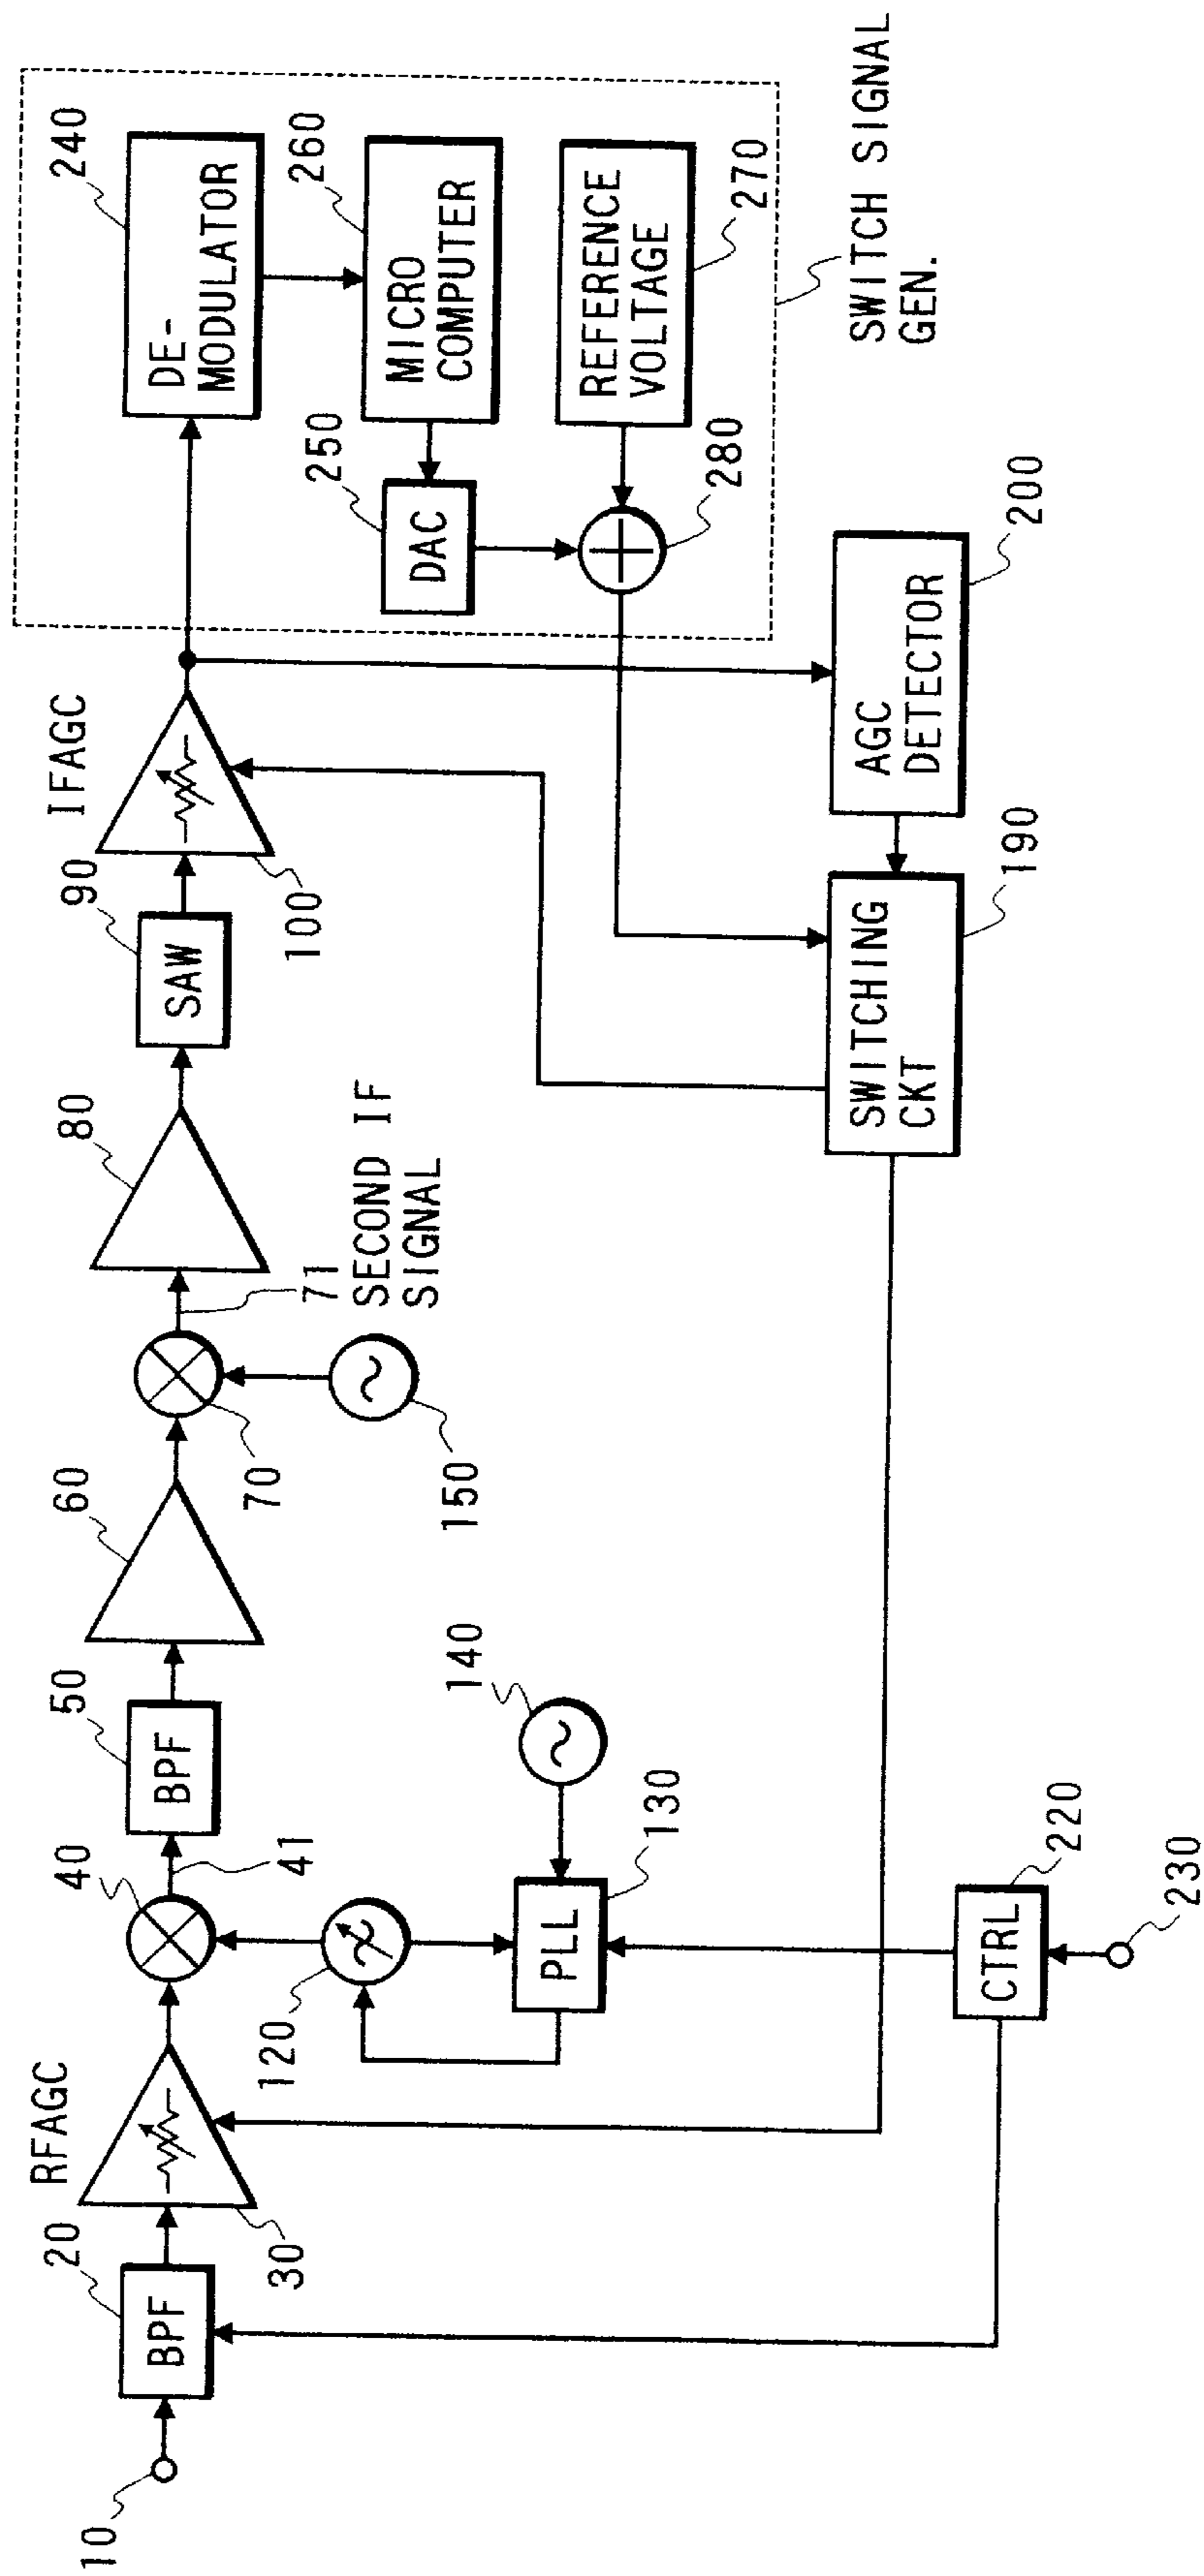 RFAGC
IFAGC
20
40
50
60
80
90
240
10
BPF
BPF
SAW
DE-
MODULATOR
30
41
70
71
100
SECOND IF
SIGNAL
250
DAC
260
MICRO
COMPUTER
120
150
140
PLL
130
280
REFERENCE
VOLTAGE
270
SWITCHING
CKT
190
AGC
DETECTOR
200
SWITCH SIGNAL
GEN.
CTRL
220
230